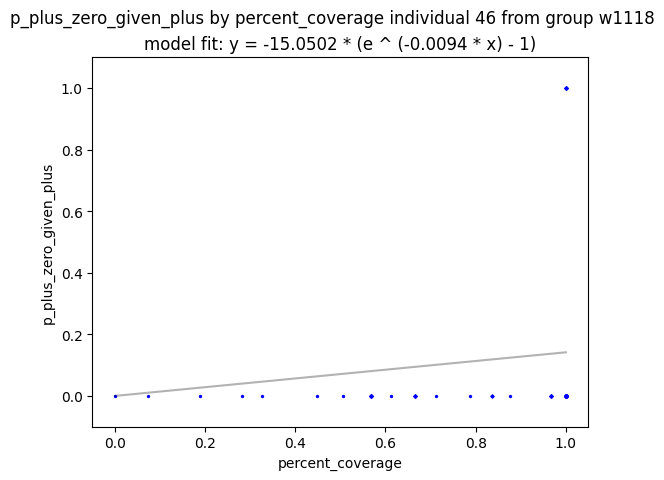 p_plus_zero_given_plus by percent_coverage individual 46 from group w1118
model fit: y = -15.0502 * (e ^ (-0.0094 * x) - 1)
1.0
0.8
0.6
0.4
0.2
0.0
p_plus_zero_given_plus
0.0 0.2 0.4 0.6 0.8 1.0
percent_coverage